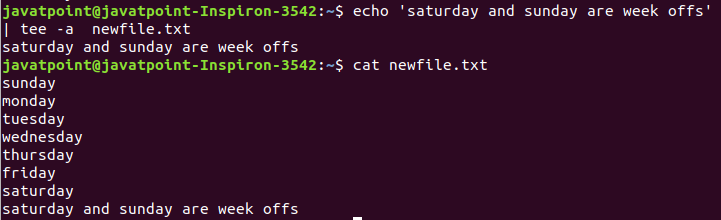 javatpoint@javatpoint-Inspiron-3542:~$ echo 'saturday and sunday are week offs'
| tee -a  newfile.txt
saturday and sunday are week offs
javatpoint@javatpoint-Inspiron-3542:~$ cat newfile.txt
sunday
monday
tuesday
wednesday
thursday
friday
saturday
saturday and sunday are week offs